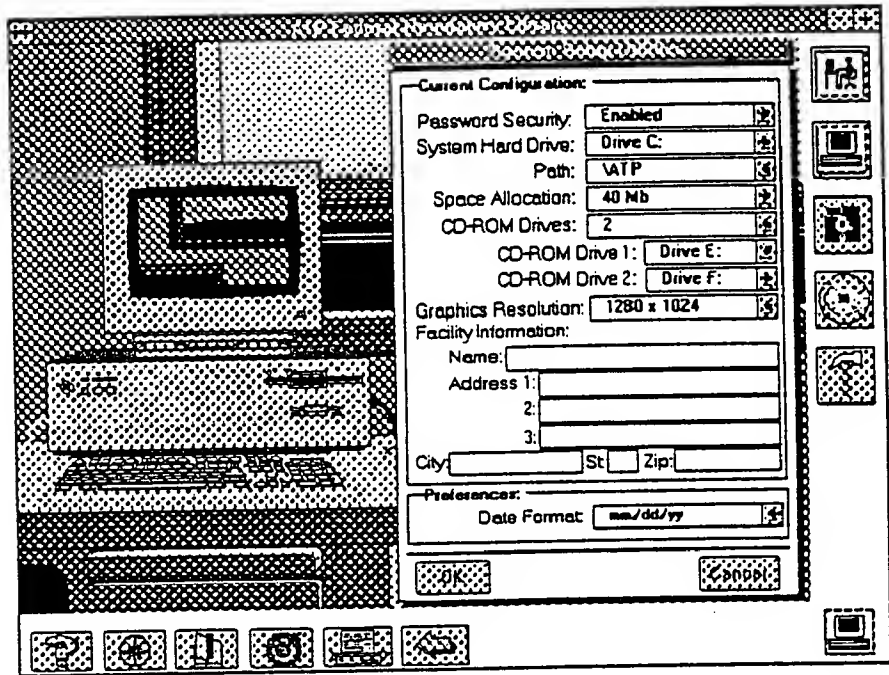 Current Configuration:
Password Security: Enabled
System Hard Drive: Drive C:
Path: \ATP
Space Allocation: 40 Mb
CD-ROM Drives: 2
CD-ROM Drive 1: Drive E:
CD-ROM Drive 2: Drive F:
Graphics Resolution: 1280 x 1024
Facility Information:
Name:
Address 1:
2:
3:
City: St: Zip:
Preferences:
Date Format: mm/dd/yy
OK Cancel